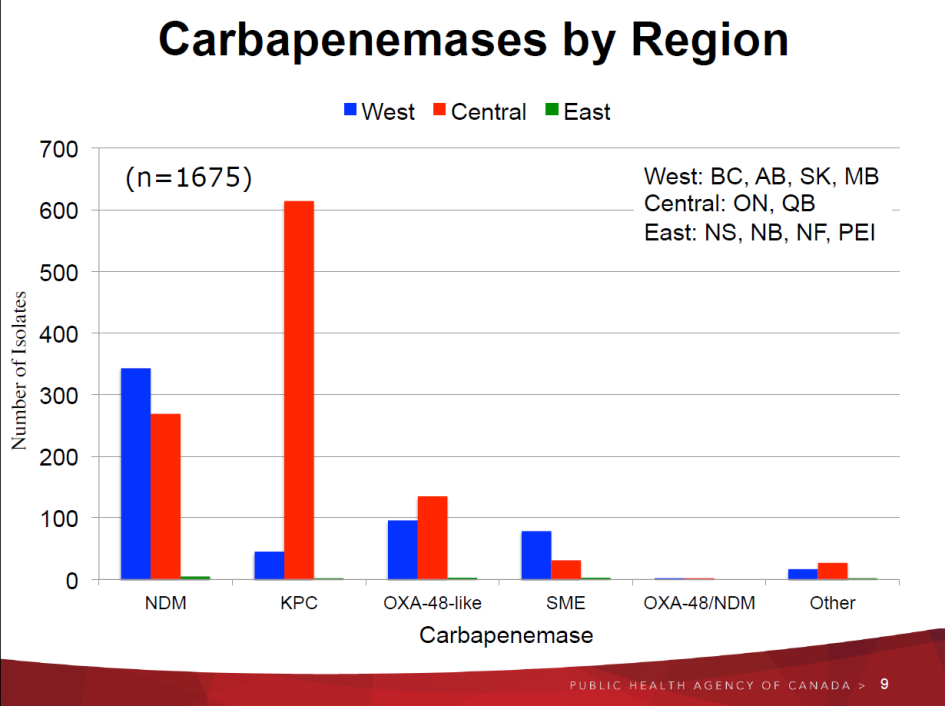 Carbapenemases by Region
West Central East
700
(n=1675)
West: BC, AB, SK, MB
Central: ON, QB
East: NS, NB, NF, PEI
600
500
400
300
200
100
0
Number of Isolates
NDM KPC OXA-48-like SME OXA-48/NDM Other
Carbapenemase
PUBLIC HEALTH AGENCY OF CANADA > 9